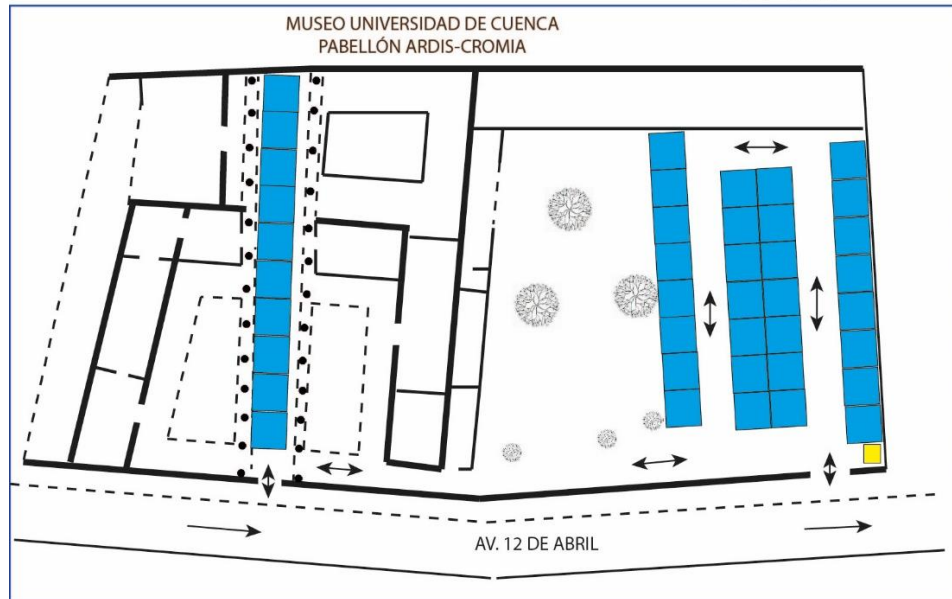 MUSEO UNIVERSIDAD DE CUENCA
PABELLÓN ARDIS-CROMIA
AV. 12 DE ABRIL